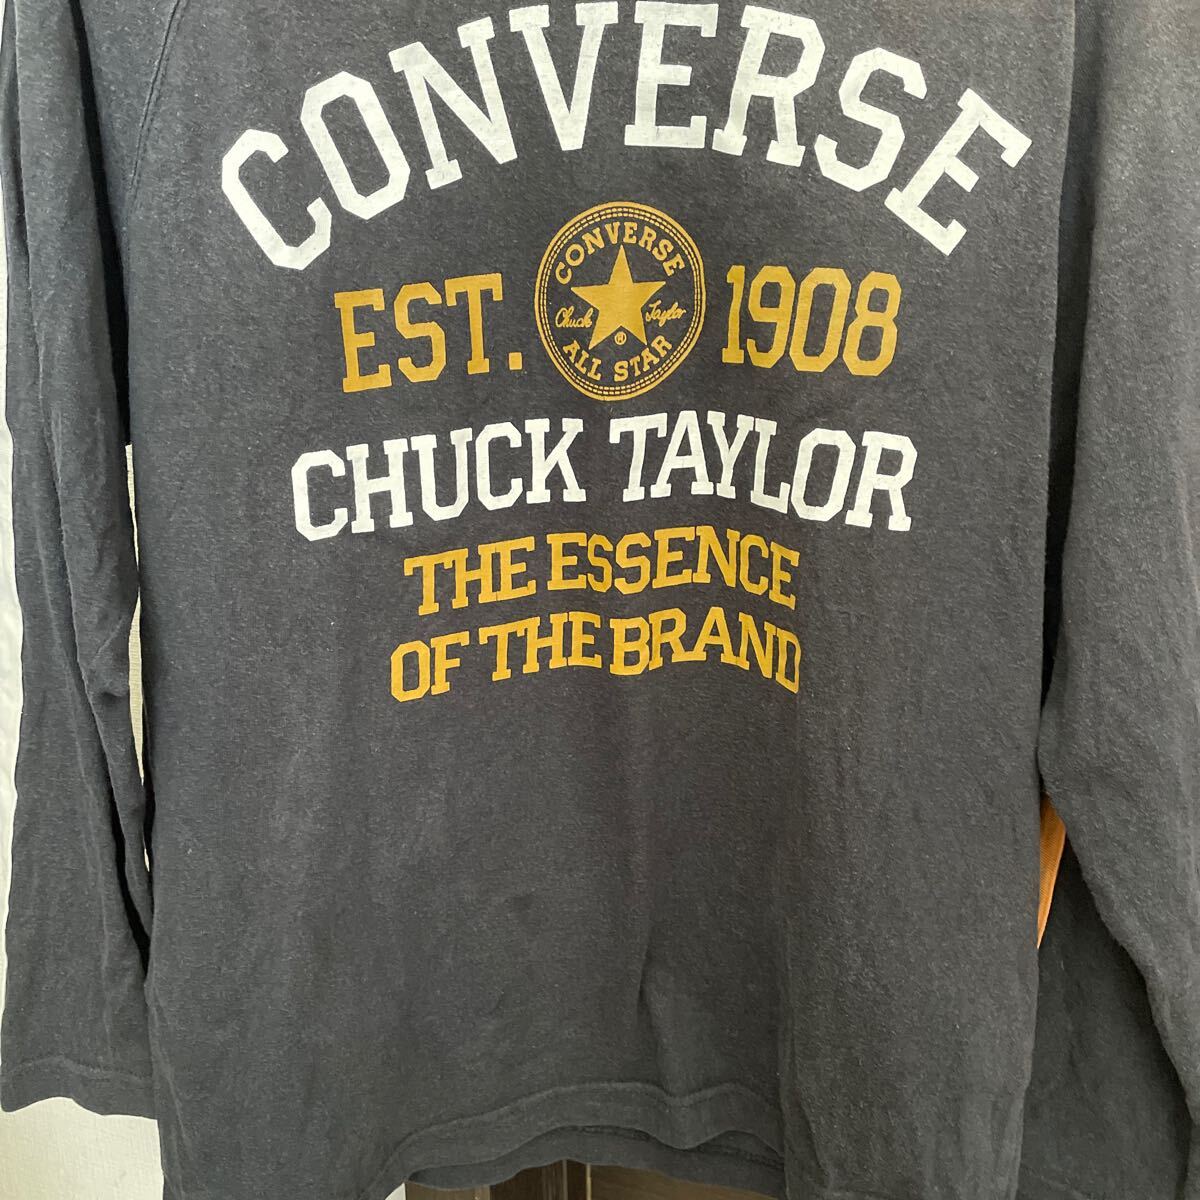 CONVERSE
EST. 1908
CONVERSE
Chuck Taylor
®
ALL STAR
CHUCK TAYLOR
THE ESSENCE
OF THE BRAND